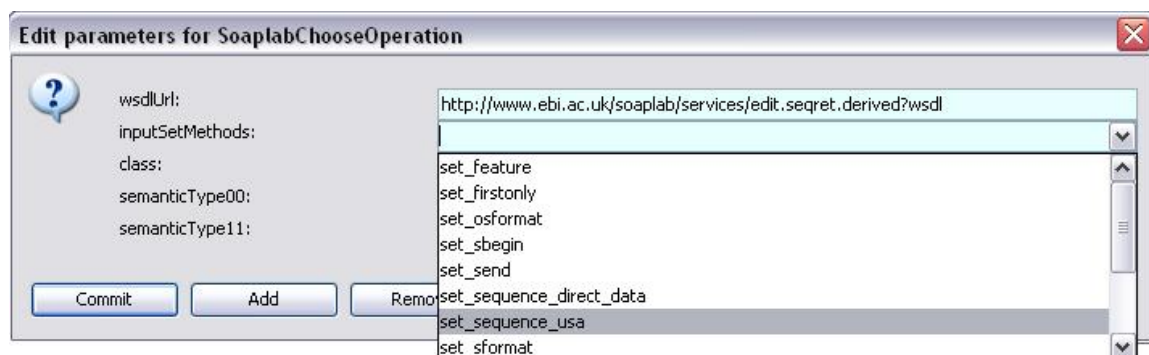 Edit parameters for SoaplabChooseOperation
wsdlUrl:
http://www.ebi.ac.uk/soaplab/services/edit.seqret.derived?wsdl
inputSetMethods:
class:
semanticType00:
semanticType11:
set_feature
set_firstonly
set_osformat
set_sbegin
set_send
set_sequence_direct_data
set_sequence_usa
set_sformat
Commit
Add
Remo